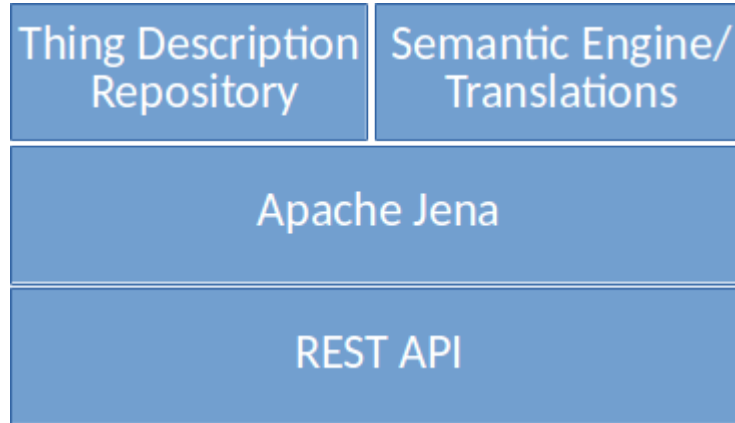 Thing Description
Repository
Semantic Engine/
Translations
Apache Jena
REST API